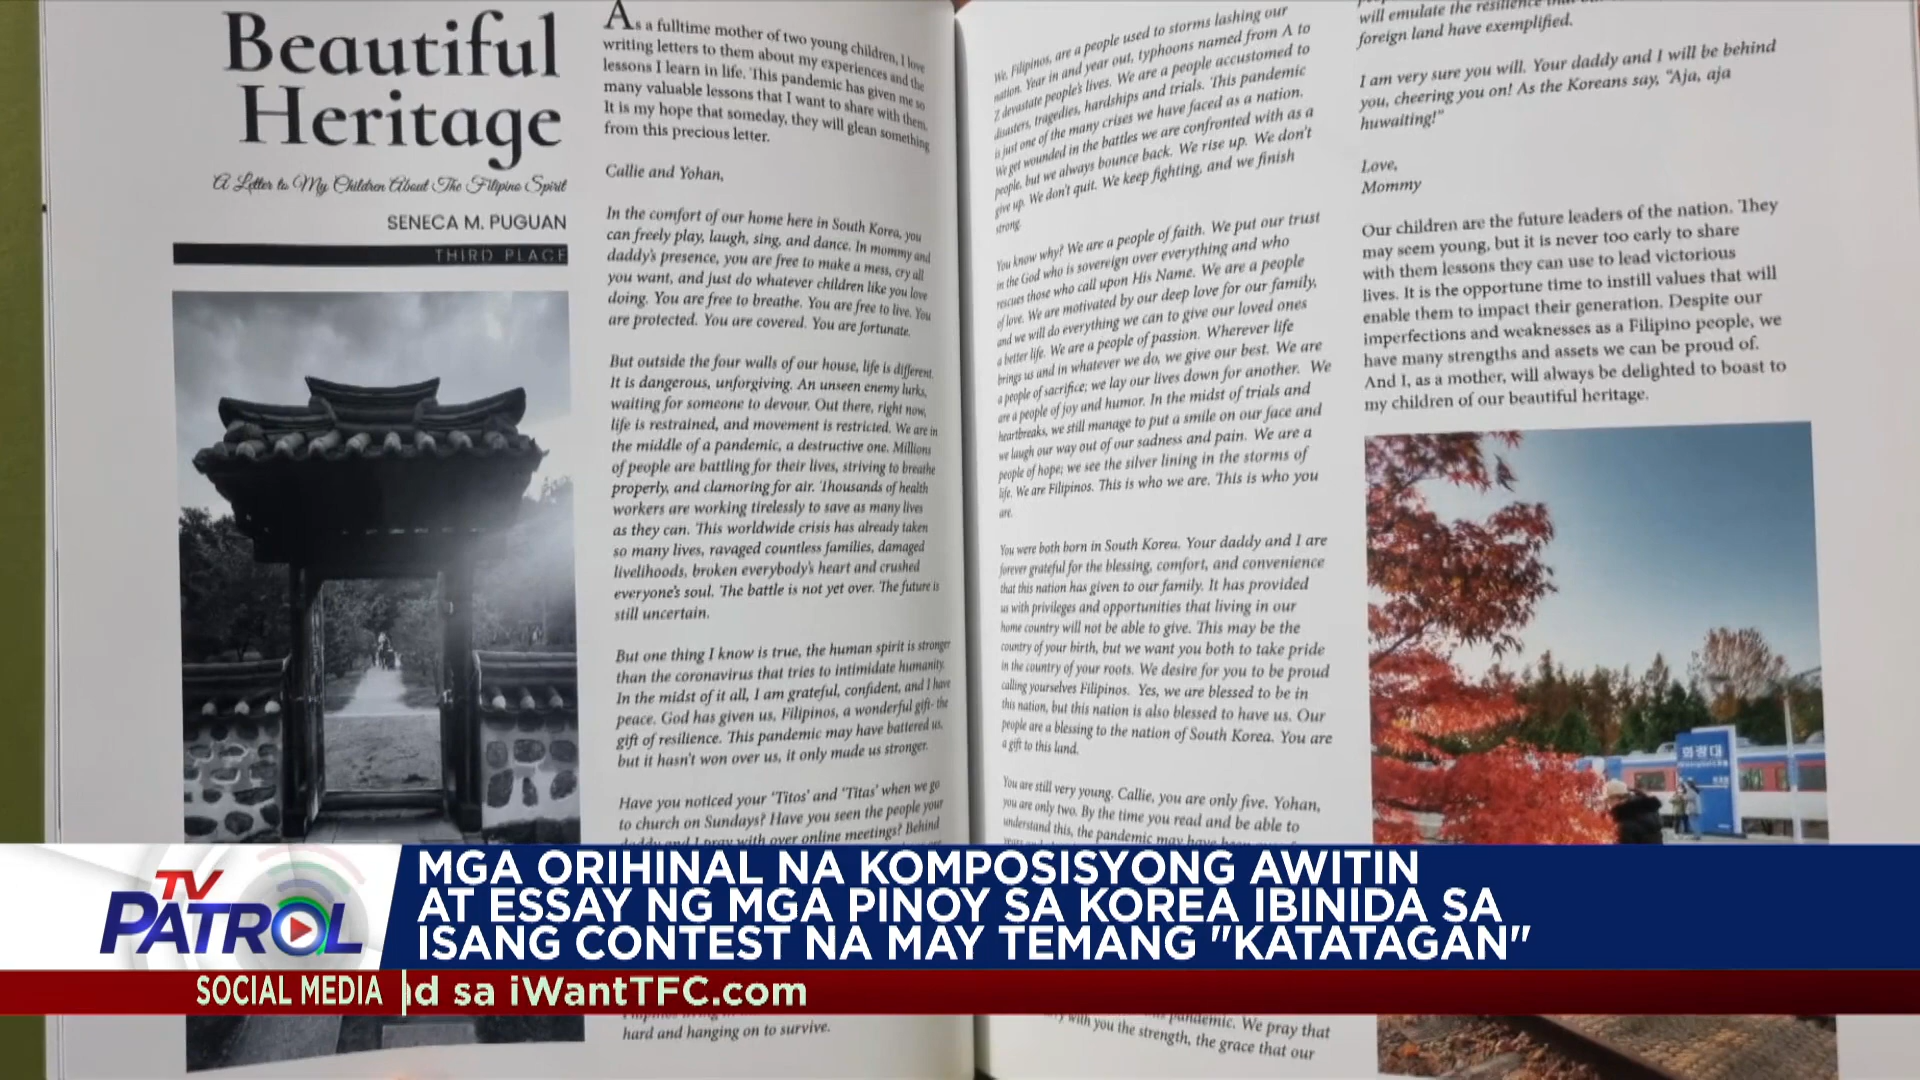 Beautiful
Heritage
A Letter to My Children About The Filipino Spirit
SENECA M. PUGUAN
THIRD PLACE
As a fulltime mother of two young children, I love
writing letters to them about my experiences and the
lessons I learn in life. This pandemic has given me so
many valuable lessons that I want to share with them.
It is my hope that someday, they will glean something
from this precious letter.
Callie and Yohan,
In the comfort of our home here in South Korea, you
can freely play, laugh, sing, and dance. In mommy and
daddy's presence, you are free to make a mess, cry all
you want, and just do whatever children like you love
doing. You are free to breathe. You are free to live. You
are protected. You are covered. You are fortunate.
But outside the four walls of our house, life is different.
It is dangerous, unforgiving. An unseen enemy lurks,
waiting for someone to devour. Out there, right now,
life is restrained, and movement is restricted. We are in
the middle of a pandemic, a destructive one. Millions
of people are battling for their lives, striving to breathe
properly, and clamoring for air. Thousands of health
workers are working tirelessly to save as many lives
as they can. This worldwide crisis has already taken
so many lives, ravaged countless families, damaged
livelihoods, broken everybody's heart and crushed
everyone's soul. The battle is not yet over. The future is
still uncertain.
But one thing I know is true, the human spirit is stronger
than the coronavirus that tries to intimidate humanity.
In the midst of it all, I am grateful, confident, and I have
peace. God has given us, Filipinos, a wonderful gift- the
gift of resilience. This pandemic may have battered us,
but it hasn't won over us, it only made us stronger.
Have you noticed your 'Titos' and 'Titas' when we go
to church on Sundays? Have you seen the people your
daddy and I pray with over online meetings? Behind
hard and hanging on to survive.
We, Filipinos, are a people used to storms lashing our
nation. Year in and year out, typhoons named from A to
Z devastate people's lives. We are a people accustomed to
disasters, tragedies, hardships and trials. This pandemic
is just one of the many crises we have faced as a nation.
We get wounded in the battles we are confronted with as a
people, but we always bounce back. We rise up. We don't
give up. We don't quit. We keep fighting, and we finish
strong.
You know why? We are a people of faith. We put our trust
in the God who is sovereign over everything and who
rescues those who call upon His Name. We are a people
of love. We are motivated by our deep love for our family,
and we will do everything we can to give our loved ones
a better life. We are a people of passion. Wherever life
brings us and in whatever we do, we give our best. We are
a people of sacrifice; we lay our lives down for another. We
are a people of joy and humor. In the midst of trials and
heartbreaks, we still manage to put a smile on our face and
we laugh our way out of our sadness and pain. We are a
people of hope; we see the silver lining in the storms of
life. We are Filipinos. This is who we are. This is who you
are.
You were both born in South Korea. Your daddy and I are
forever grateful for the blessing, comfort, and convenience
that this nation has given to our family. It has provided
us with privileges and opportunities that living in our
home country will not be able to give. This may be the
country of your birth, but we want you both to take pride
in the country of your roots. We desire for you to be proud
calling yourselves Filipinos. Yes, we are blessed to be in
this nation, but this nation is also blessed to have us. Our
people are a blessing to the nation of South Korea. You are
a gift to this land.
You are still very young. Callie, you are only five. Yohan,
you are only two. By the time you read and be able to
understand this, the pandemic may have
pandemic. We pray that
with you the strength, the grace that our
will emulate the resilience that
foreign land have exemplified.
I am very sure you will. Your daddy and I will be behind
you, cheering you on! As the Koreans say, "Aja, aja
huwaiting!"
Love,
Mommy
Our children are the future leaders of the nation. They
may seem young, but it is never too early to share
with them lessons they can use to lead victorious
lives. It is the opportune time to instill values that will
enable them to impact their generation. Despite our
imperfections and weaknesses as a Filipino people, we
have many strengths and assets we can be proud of.
And I, as a mother, will always be delighted to boast to
my children of our beautiful heritage.
화랑대
TV
PATROL
MGA ORIHINAL NA KOMPOSISYONG AWITIN
AT ESSAY NG MGA PINOY SA KOREA IBINIDA SA
ISANG CONTEST NA MAY TEMANG "KATATAGAN"
SOCIAL MEDIA
d sa iWantTFC.com